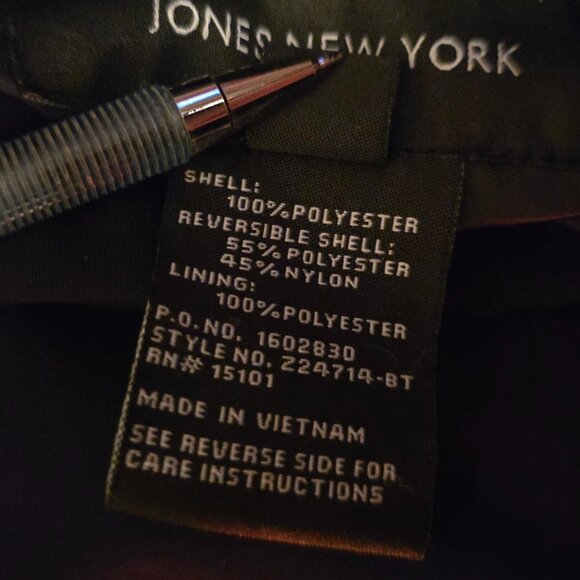 JONES NEW YORK
SHELL:
100%POLYESTER
REVERSIBLE SHELL:
55%POLYESTER
45%NYLON
LINING:
100%POLYESTER
P.O.NO. 1602830
STYLE NO. Z24714-BT
RN# 15101
MADE IN VIETNAM
SEE REVERSE SIDE FOR
CARE INSTRUCTIONS